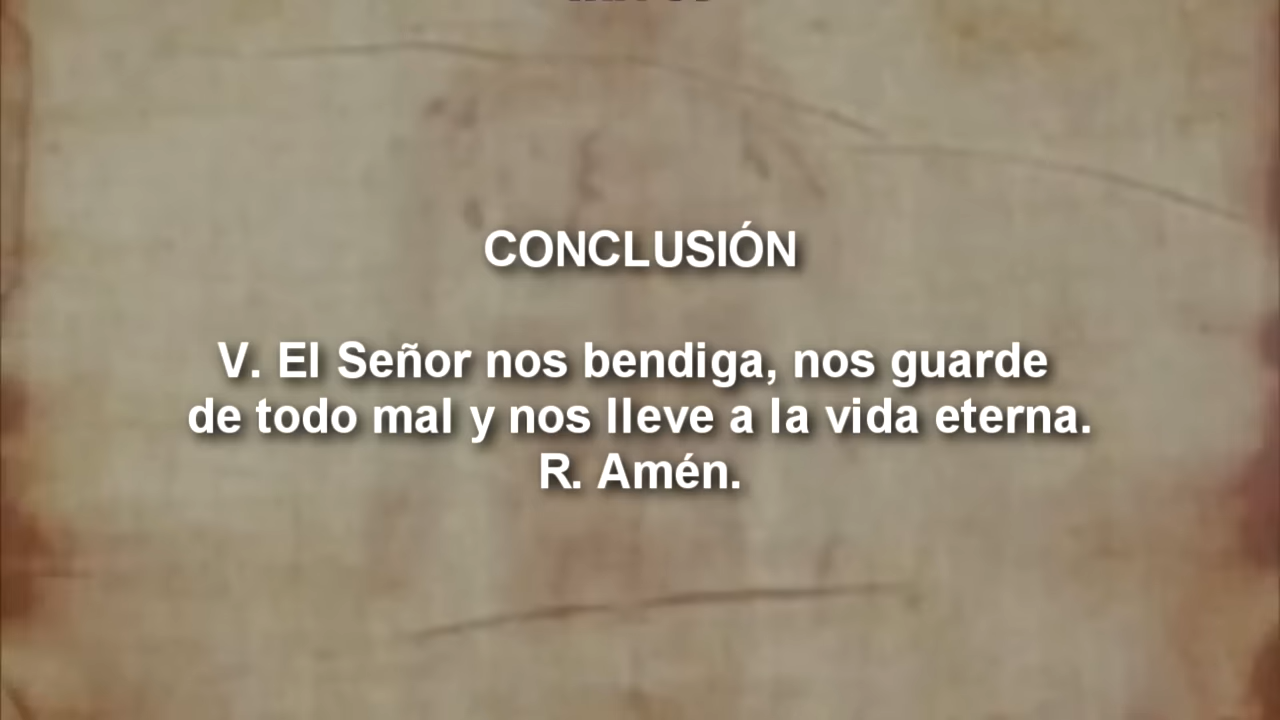 CONCLUSIÓN
V. El Señor nos bendiga, nos guarde
de todo mal y nos lleve a la vida eterna.
R. Amén.